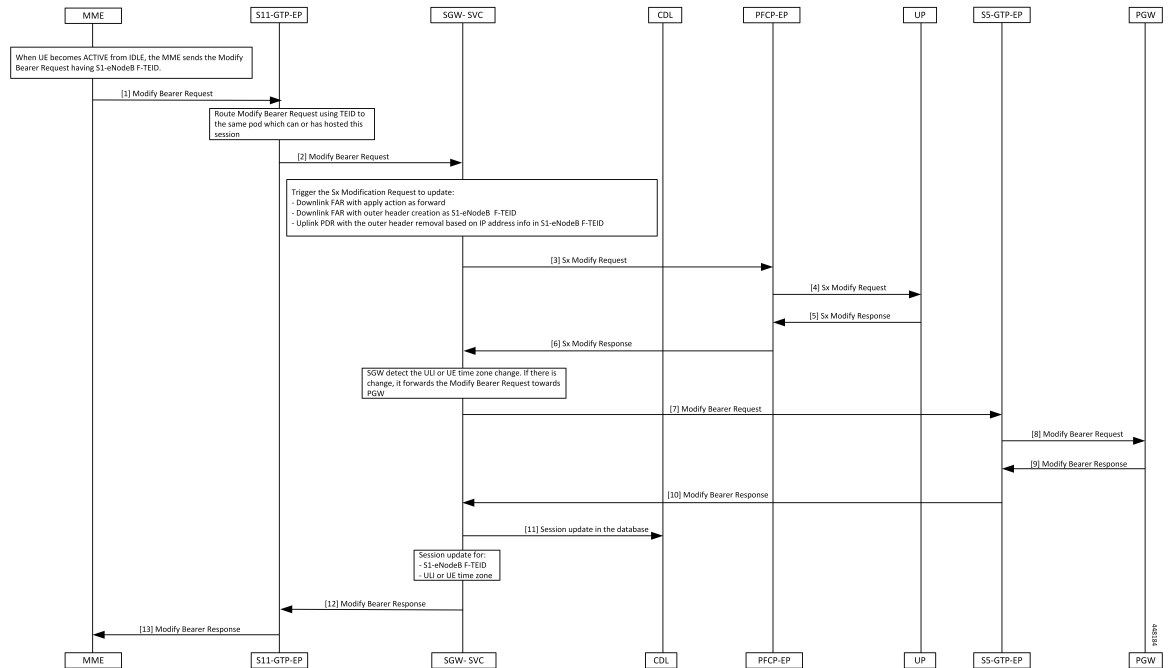 MME
S11-GTP-EP
SGW- SVC
CDL
PFCP-EP
UP
S5-GTP-EP
PGW
When UE becomes ACTIVE from IDLE, the MME sends the Modify
Bearer Request having S1-eNodeB F-TEID.
[1] Modify Bearer Request
Route Modify Bearer Request using TEID to
the same pod which can or has hosted this
session
[2] Modify Bearer Request
Trigger the Sx Modification Request to update:
- Downlink FAR with apply action as forward
- Downlink FAR with outer header creation as S1-eNodeB F-TEID
- Uplink PDR with the outer header removal based on IP address info in S1-eNodeB F-TEID
[3] Sx Modify Request
[4] Sx Modify Request
[5] Sx Modify Response
[6] Sx Modify Response
SGW detect the ULI or UE time zone change. If there is
change, it forwards the Modify Bearer Request towards
PGW
[7] Modify Bearer Request
[8] Modify Bearer Request
[9] Modify Bearer Response
[10] Modify Bearer Response
[11] Session update in the database
Session update for:
- S1-eNodeB F-TEID
- ULI or UE time zone
[12] Modify Bearer Response
[13] Modify Bearer Response
448184
MME
S11-GTP-EP
SGW- SVC
CDL
PFCP-EP
UP
S5-GTP-EP
PGW